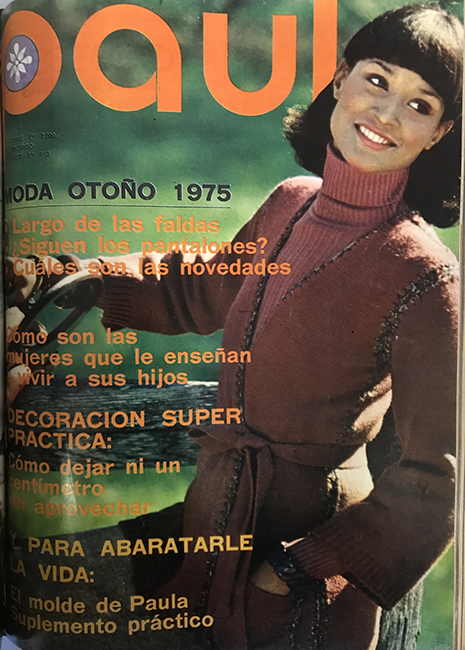 paul
MODA OTOÑO 1975
Largo de las faldas
¿Siguen los pantalones?
Cuáles son las novedades
Cómo son las
mujeres que le enseñan
a vivir a sus hijos
DECORACION SUPER
PRACTICA:
Cómo dejar ni un
centímetro
sin aprovechar
Y PARA ABARATARLE
LA VIDA:
El molde de Paula
Suplemento práctico